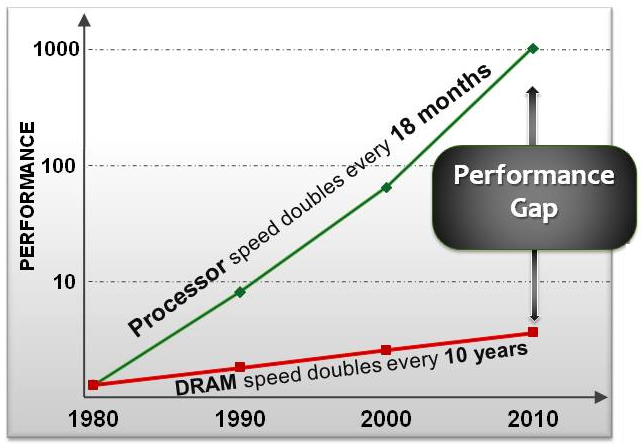 1000
100
10
PERFORMANCE
Processor speed doubles every 18 months
Performance
Gap
DRAM speed doubles every 10 years
1980 1990 2000 2010